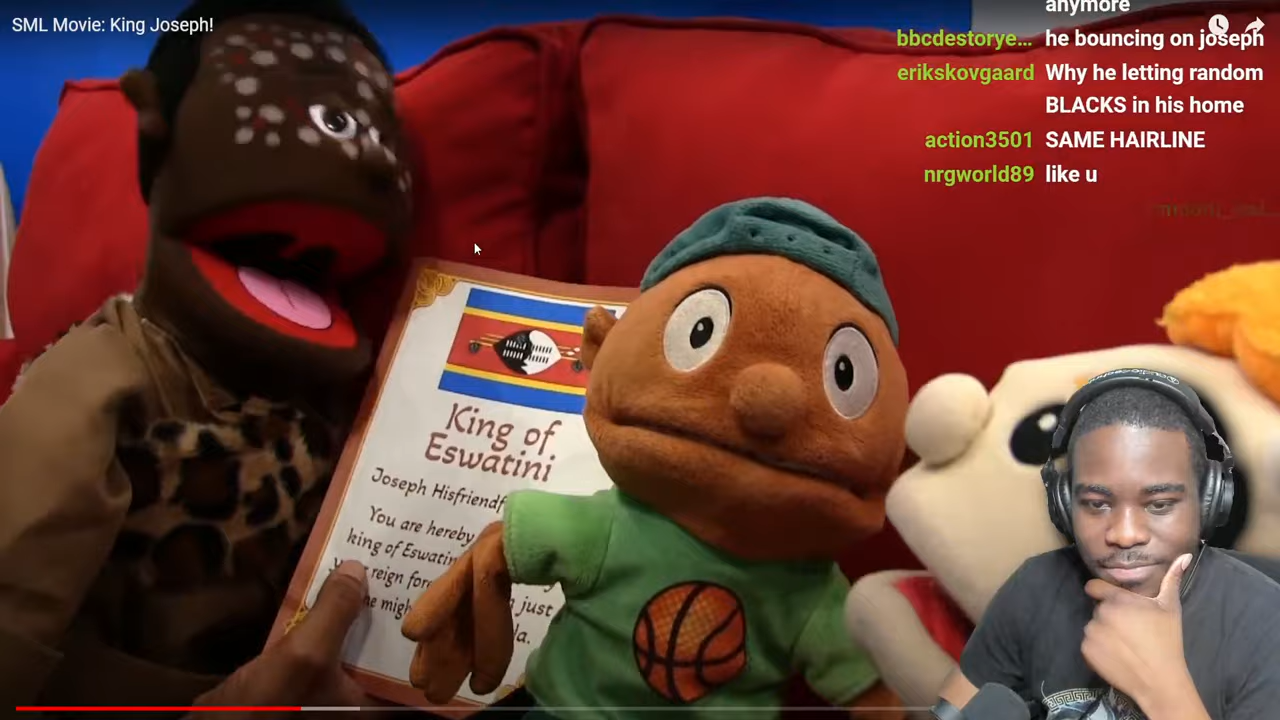 SML Movie: King Joseph!
anymore
bbcdestorye... he bouncing on joseph
erikskovgaard Why he letting random
BLACKS in his home
action3501 SAME HAIRLINE
nrgworld89 like u
King of
Eswatini
Joseph Hisfriend
You are hereby
king of Eswatin
reign for
just